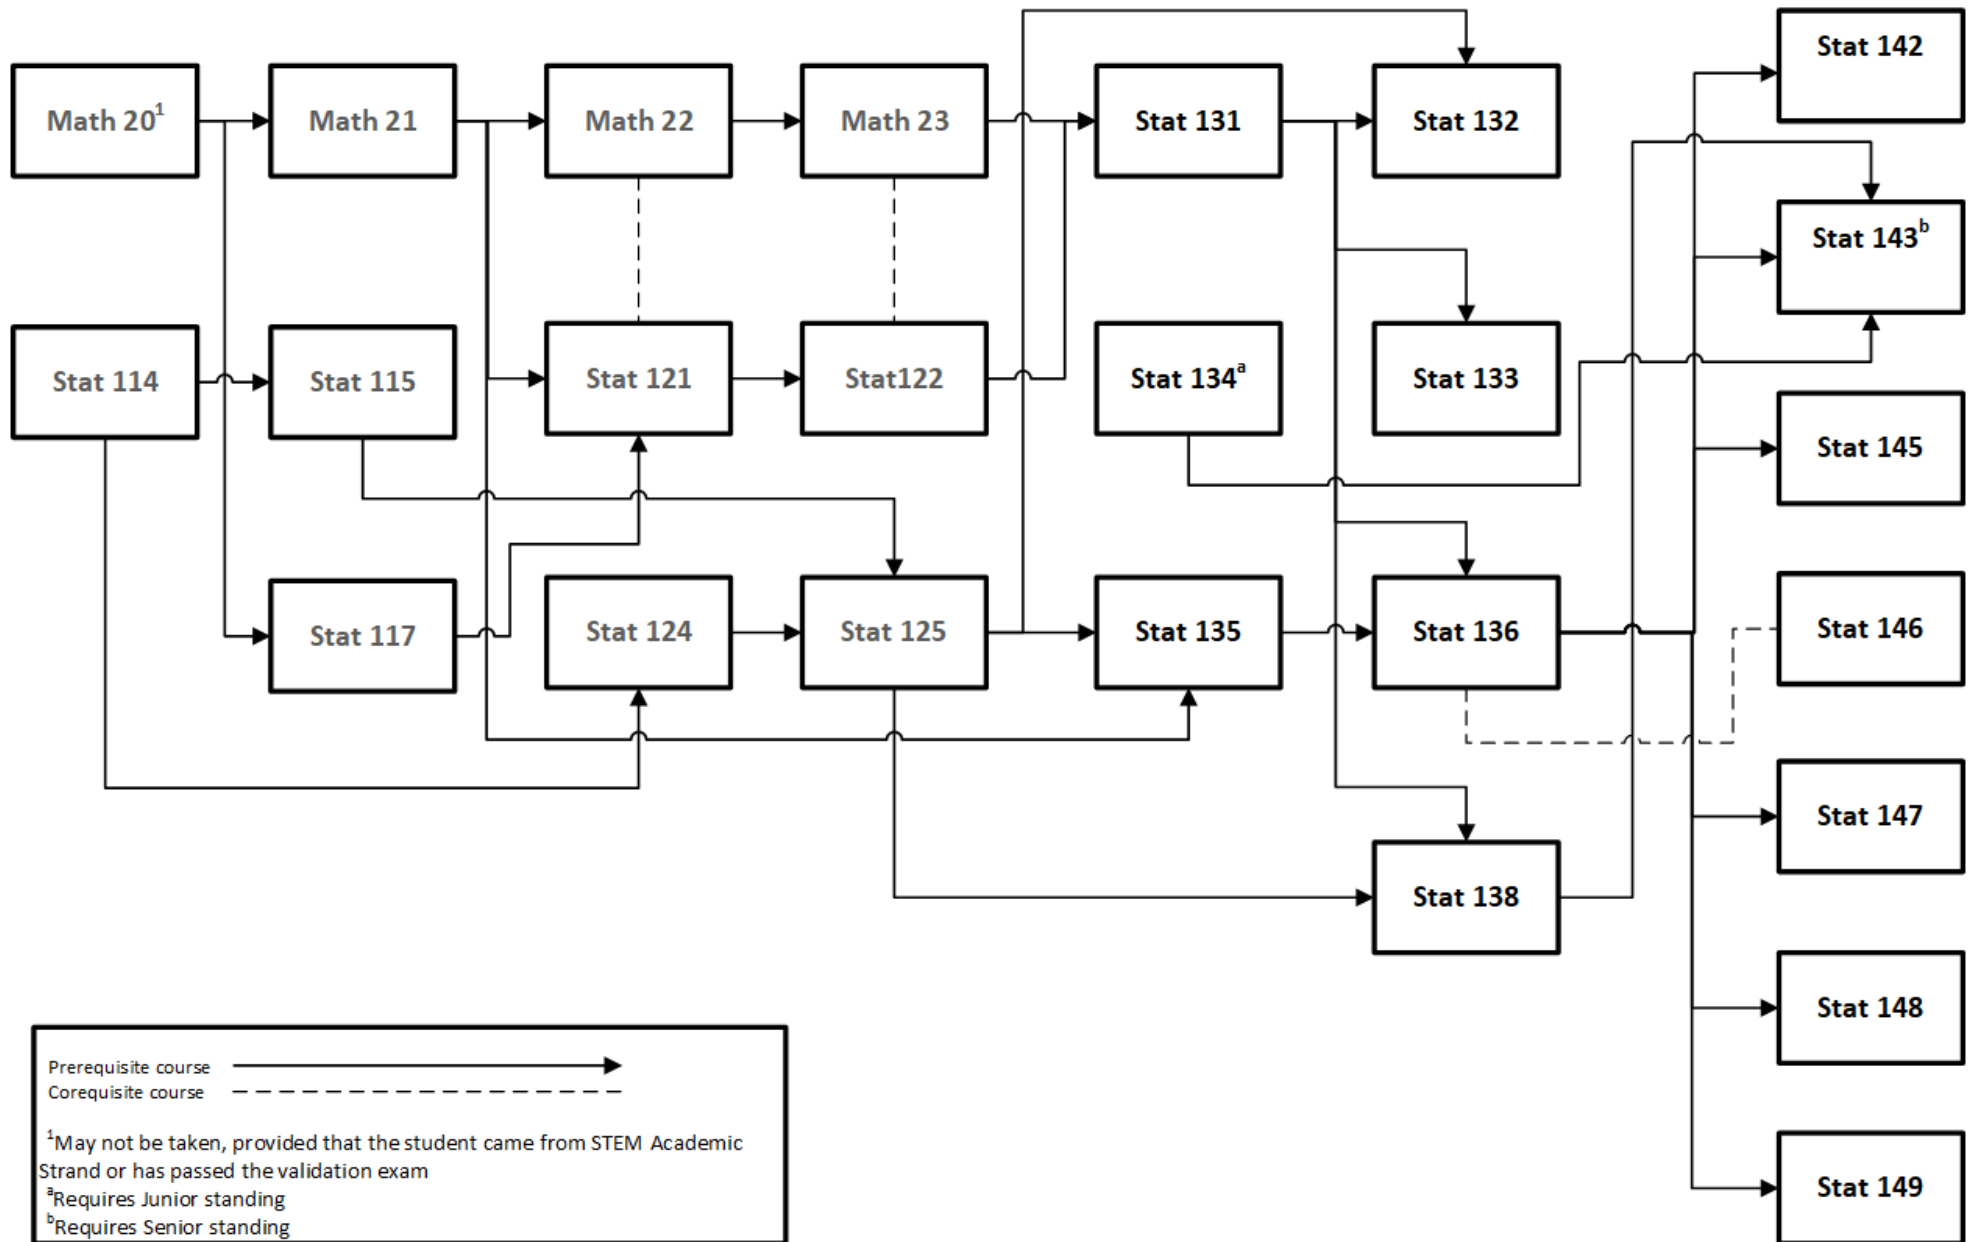 Stat 142
Math 20¹
Math 21
Math 22
Math 23
Stat 131
Stat 132
Stat 143ᵇ
Stat 114
Stat 115
Stat 121
Stat122
Stat 134ᵃ
Stat 133
Stat 145
Stat 117
Stat 124
Stat 125
Stat 135
Stat 136
Stat 146
Stat 147
Stat 138
Stat 148
Stat 149
Prerequisite course
Corequisite course
¹May not be taken, provided that the student came from STEM Academic
Strand or has passed the validation exam
ᵃRequires Junior standing
ᵇRequires Senior standing